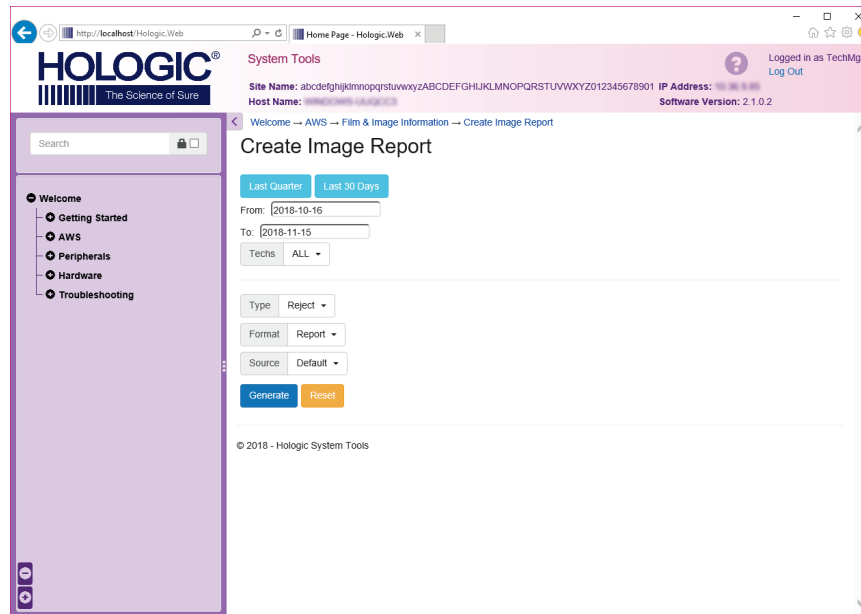 http://localhost/Hologic.Web
Home Page - Hologic.Web
HOLOGIC®
The Science of Sure
System Tools
Logged in as TechMg
Log Out
Site Name: abcdefghijklmnopqrstuvwxyzABCDEFGHIJKLMNOPQRSTUVWXYZ012345678901 IP Address:
Host Name:
Software Version: 2.1.0.2
Search
Welcome
Getting Started
AWS
Peripherals
Hardware
Troubleshooting
Welcome → AWS → Film & Image Information → Create Image Report
Create Image Report
Last Quarter Last 30 Days
From: 2018-10-16
To: 2018-11-15
Techs ALL
Type Reject
Format Report
Source Default
Generate Reset
© 2018 - Hologic System Tools